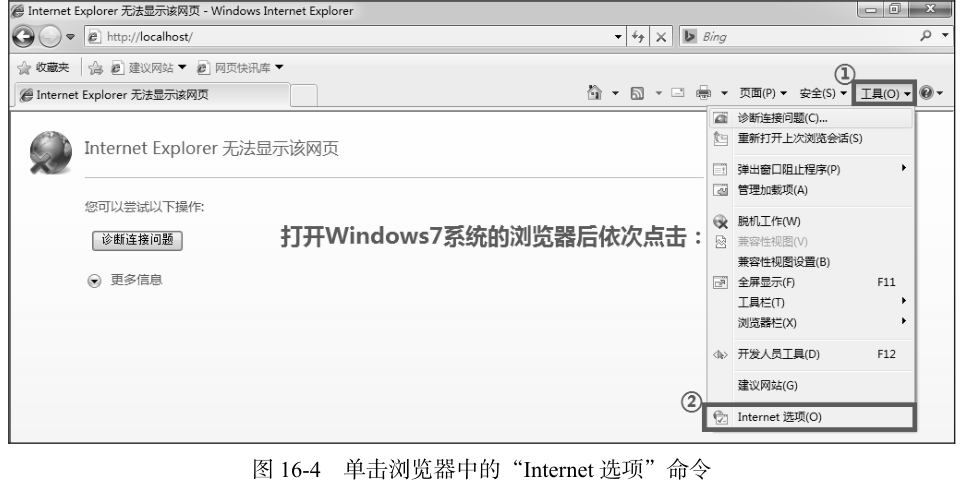 Internet Explorer 无法显示该网页 - Windows Internet Explorer
http://localhost/
Bing
收藏夹
建议网站
网页快讯库
Internet Explorer 无法显示该网页
①
页面(P)
安全(S)
工具(O)
Internet Explorer 无法显示该网页
您可以尝试以下操作:
诊断连接问题
更多信息
打开Windows7系统的浏览器后依次点击：
诊断连接问题(C)...
重新打开上次浏览会话(S)
弹出窗口阻止程序(P)
管理加载项(A)
脱机工作(W)
兼容性视图(V)
兼容性视图设置(B)
全屏显示(F) F11
工具栏(T)
浏览器栏(X)
开发人员工具(D) F12
建议网站(G)
②
Internet 选项(O)
图 16-4 单击浏览器中的“Internet 选项”命令